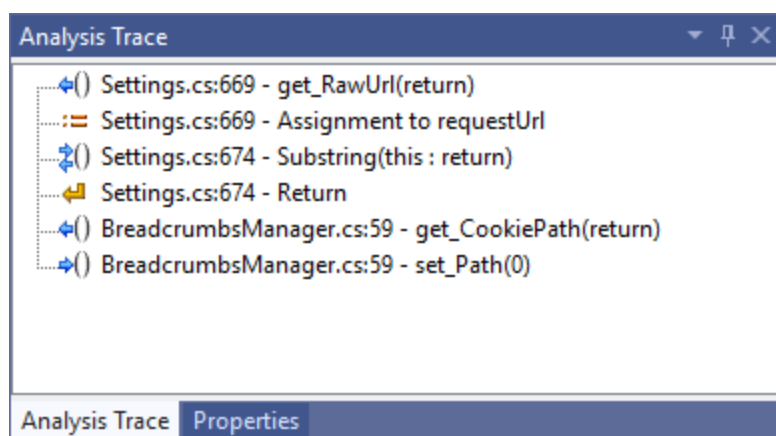 Analysis Trace
Settings.cs:669 - get_RawUrl(return)
Settings.cs:669 - Assignment to requestUrl
Settings.cs:674 - Substring(this : return)
Settings.cs:674 - Return
BreadcrumbsManager.cs:59 - get_CookiePath(return)
BreadcrumbsManager.cs:59 - set_Path(0)
Analysis Trace Properties